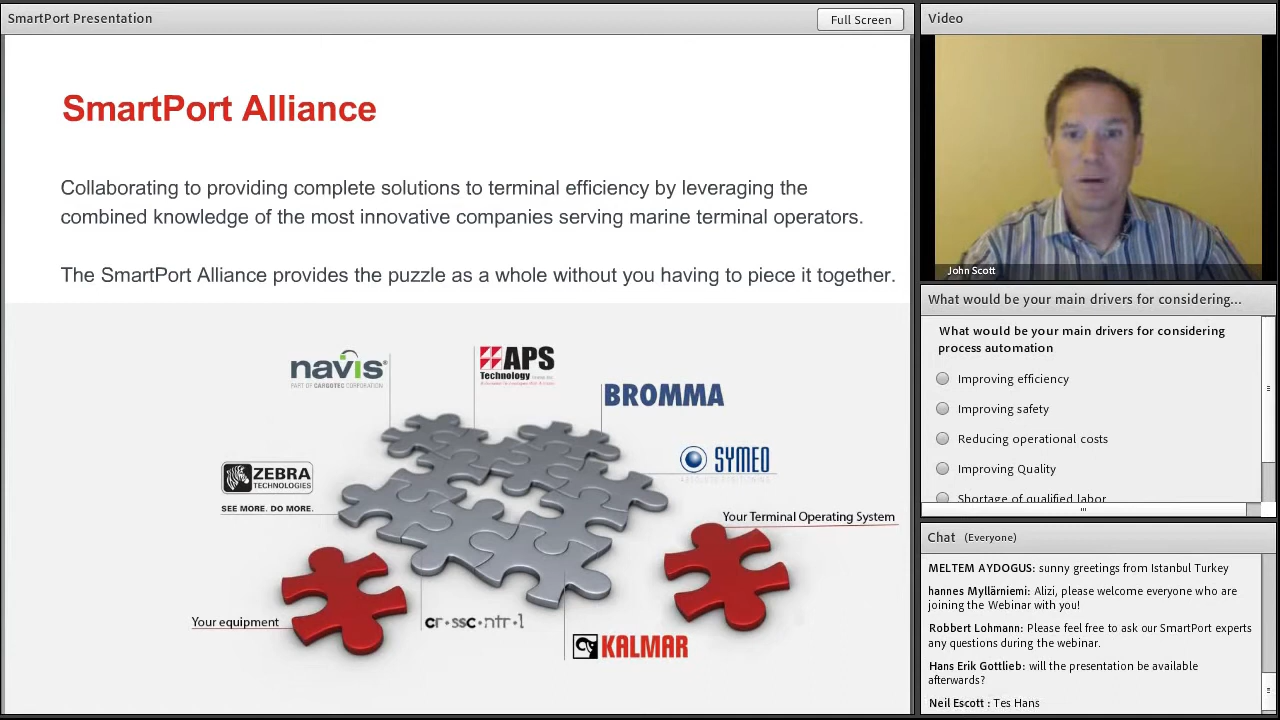 SmartPort Presentation
Full Screen
SmartPort Alliance
Collaborating to providing complete solutions to terminal efficiency by leveraging the
combined knowledge of the most innovative companies serving marine terminal operators.
The SmartPort Alliance provides the puzzle as a whole without you having to piece it together.
navis
PART OF CARGOTEC CORPORATION
APS
Technology
BROMMA
SYMEO
ZEBRA
TECHNOLOGIES
SEE MORE. DO MORE.
Your Terminal Operating System
Your equipment
cr·ssc·ntr·l
KALMAR
Video
John Scott
What would be your main drivers for considering...
What would be your main drivers for considering
process automation
Improving efficiency
Improving safety
Reducing operational costs
Improving Quality
Shortage of qualified labor
Chat (Everyone)
MELTEM AYDOGUS: sunny greetings from Istanbul Turkey
hannes Myllärniemi: Alizi, please welcome everyone who are
joining the Webinar with you!
Robbert Lohmann: Please feel free to ask our SmartPort experts
any questions during the webinar.
Hans Erik Gottlieb: will the presentation be available
afterwards?
Neil Escott : Tes Hans